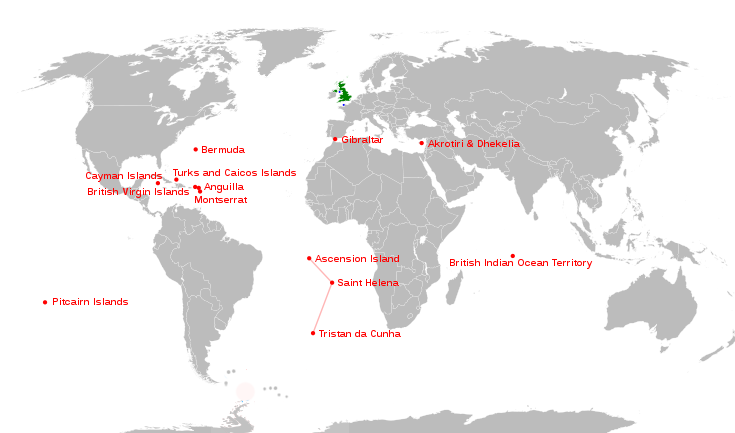 Gibraltar
Akrotiri & Dhekelia
Bermuda
Cayman Islands
Turks and Caicos Islands
British Virgin Islands
Anguilla
Montserrat
Ascension Island
British Indian Ocean Territory
Saint Helena
Pitcairn Islands
Tristan da Cunha